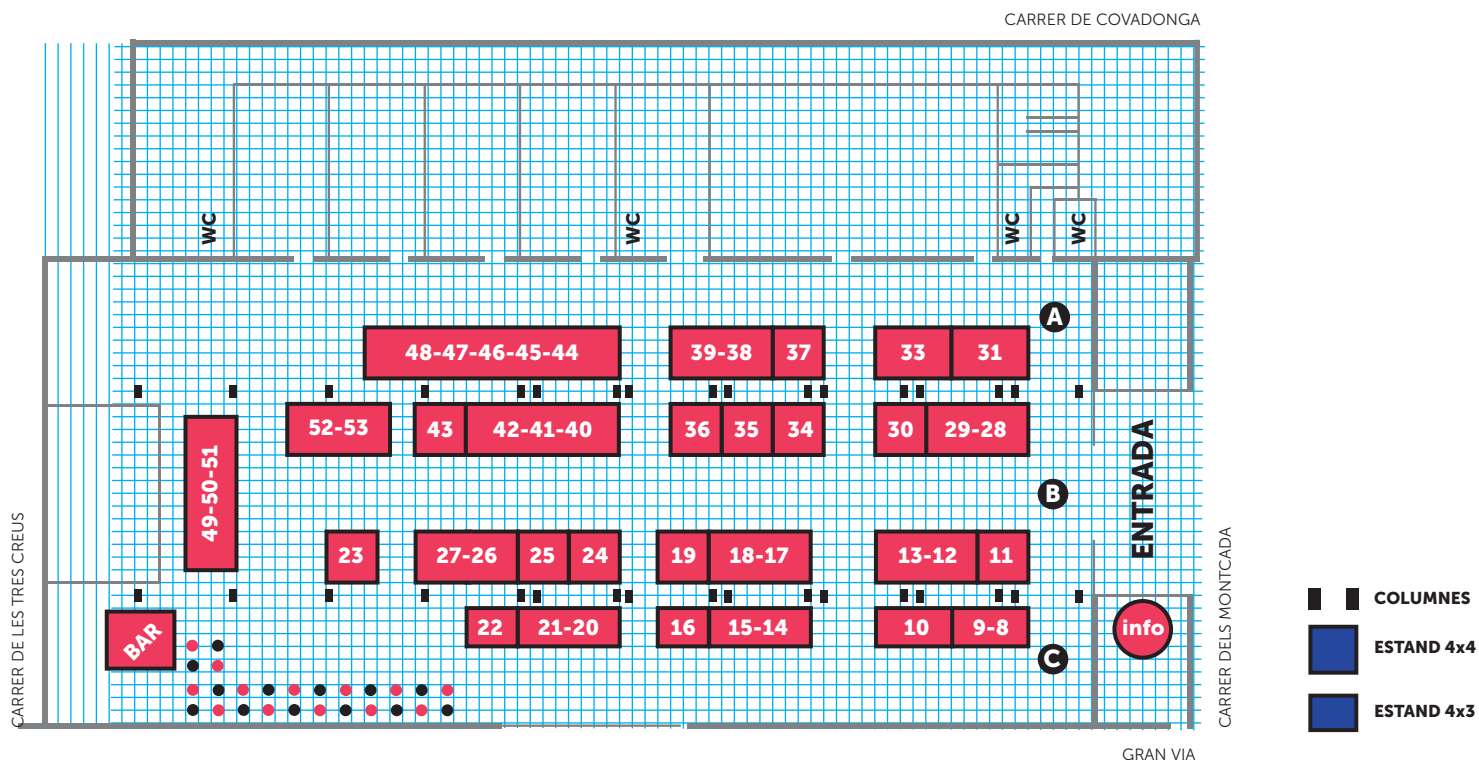 CARRER DE COVADONGA
WC
WC
WC
WC
A
48-47-46-45-44
39-38
37
33
31
52-53
43
42-41-40
36
35
34
30
29-28
49-50-51
B
ENTRADA
23
27-26
25
24
19
18-17
13-12
11
CARRER DE LES TRES CREUS
CARRER DELS MONTCADA
BAR
22
21-20
16
15-14
10
9-8
C
info
COLUMNES
ESTAND 4x4
ESTAND 4x3
GRAN VIA